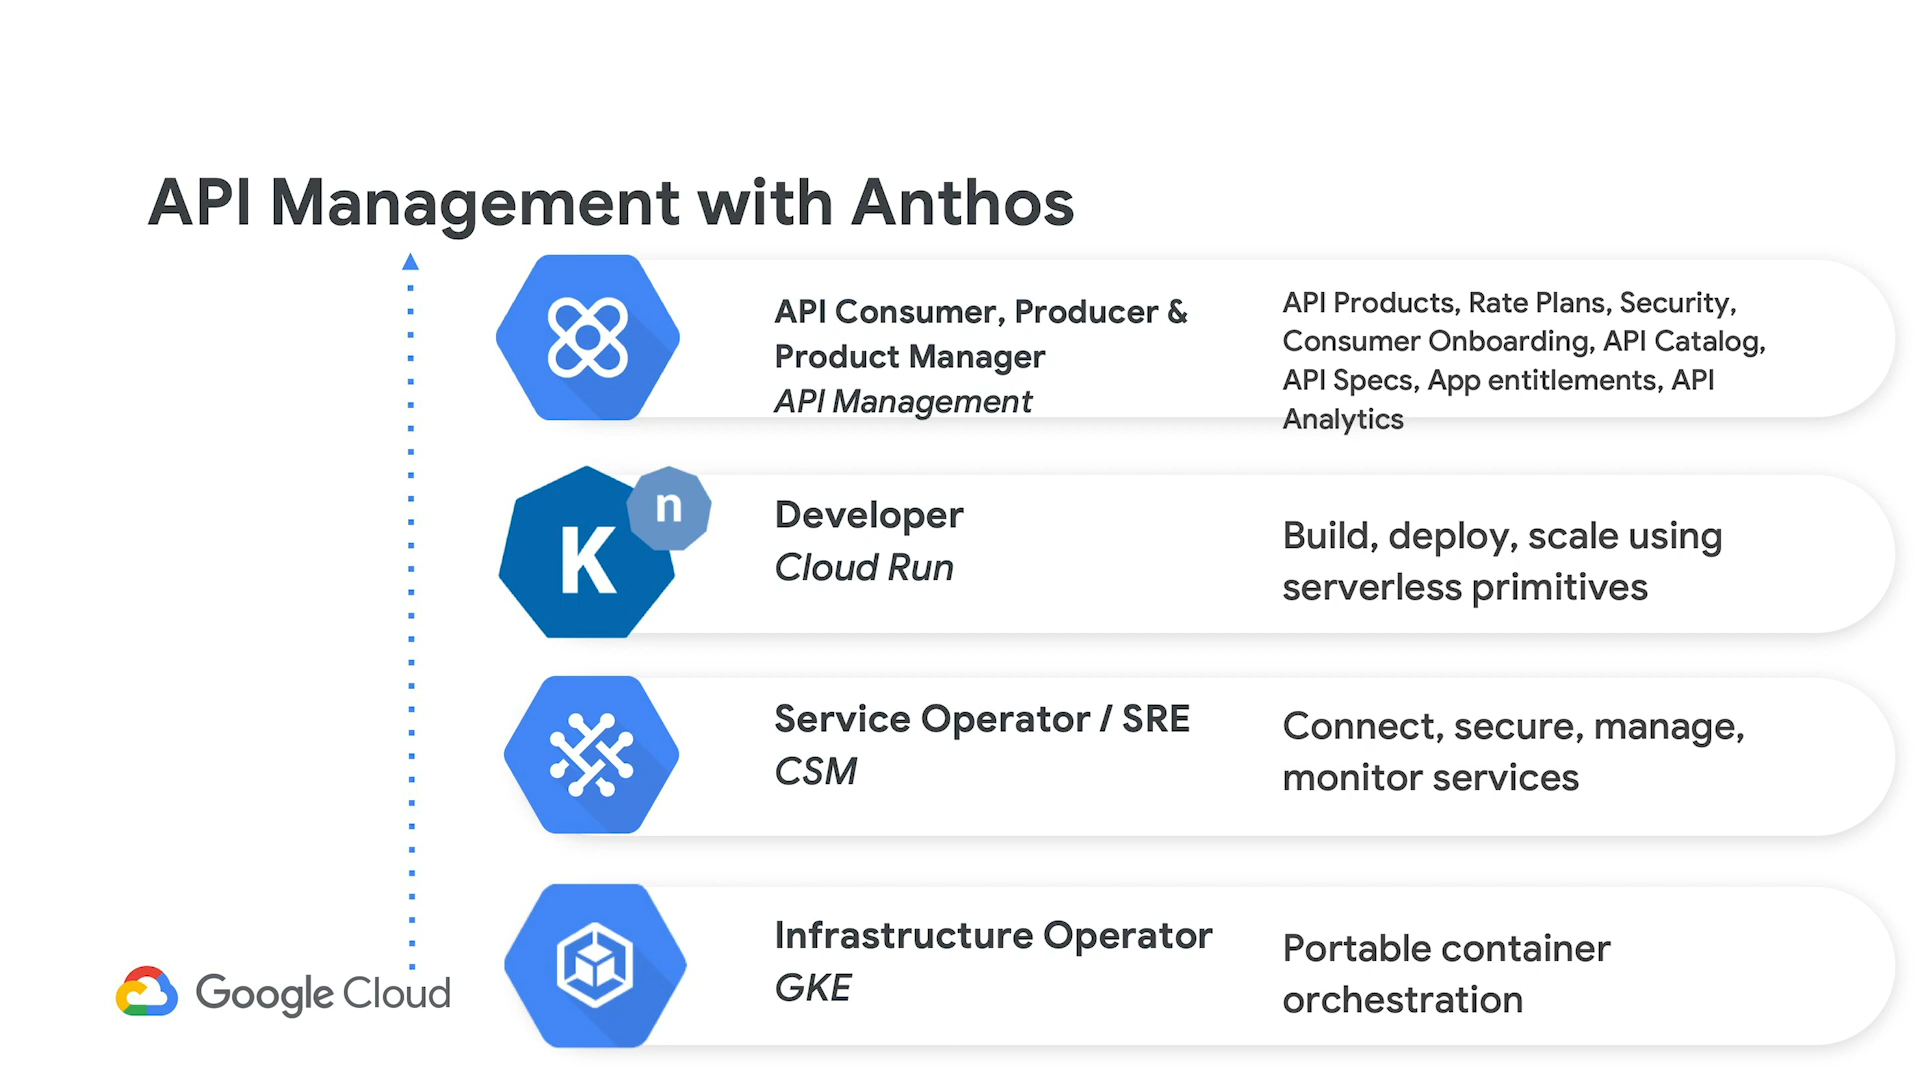 API Management with Anthos
API Consumer, Producer &
Product Manager
API Management
API Products, Rate Plans, Security,
Consumer Onboarding, API Catalog,
API Specs, App entitlements, API
Analytics
K
n
Developer
Cloud Run
Build, deploy, scale using
serverless primitives
Service Operator / SRE
CSM
Connect, secure, manage,
monitor services
Infrastructure Operator
GKE
Portable container
orchestration
Google Cloud